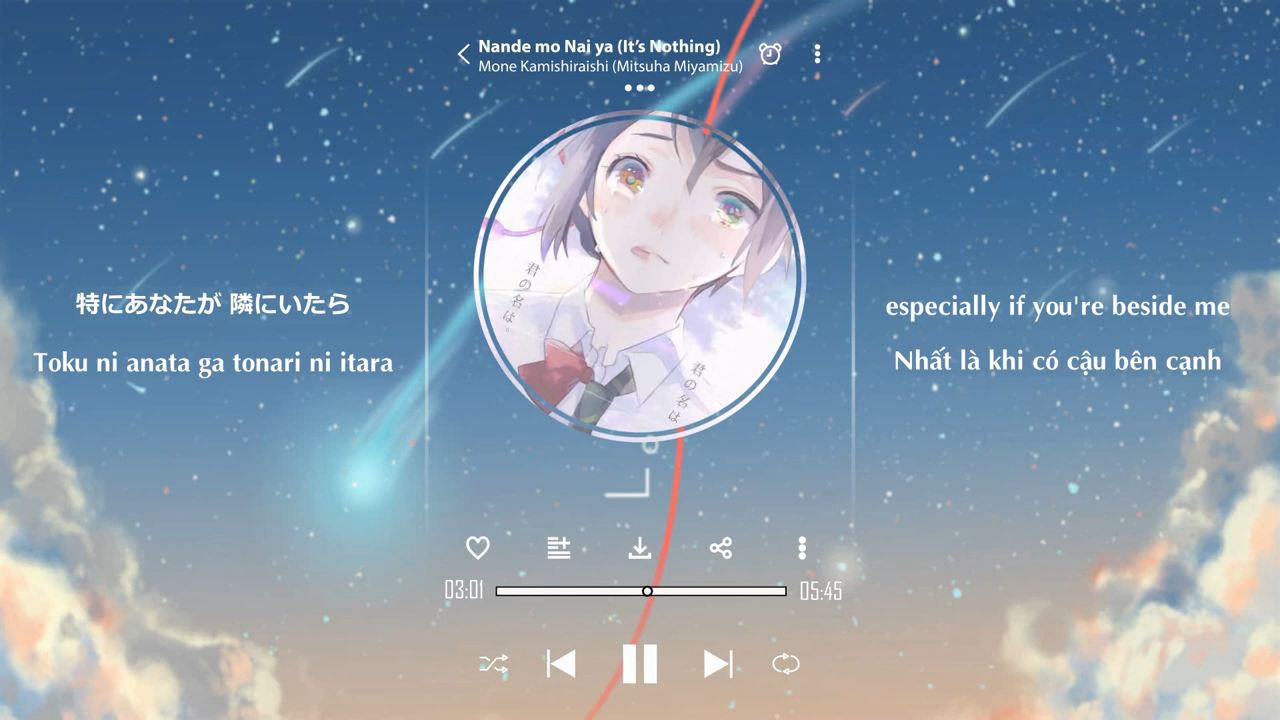 Nande mo Nai ya (It's Nothing)
Mone Kamishiraishi (Mitsuha Miyamizu)
君の名は。
君の名は
特にあなたが 隣にいたら
Toku ni anata ga tonari ni itara
especially if you're beside me
Nhất là khi có cậu bên cạnh
03:01
05:45